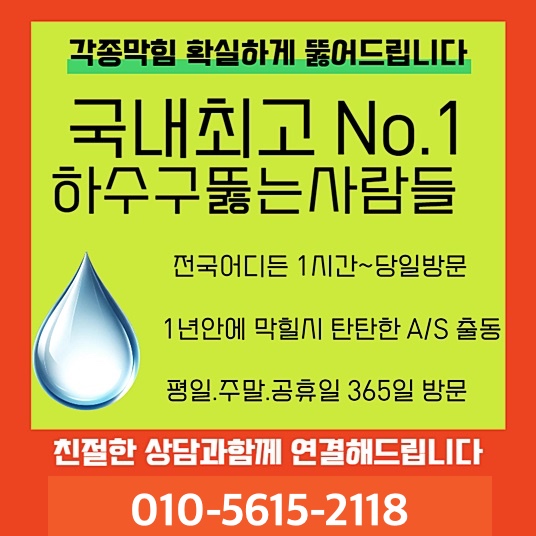 각종막힘 확실하게 뚫어드립니다
국내최고 No.1
하수구뚫는사람들
전국어디든 1시간~당일방문
1년안에 막힐시 탄탄한 A/S 출동
평일.주말.공휴일 365일 방문
친절한 상담과함께 연결해드립니다
010-5615-2118